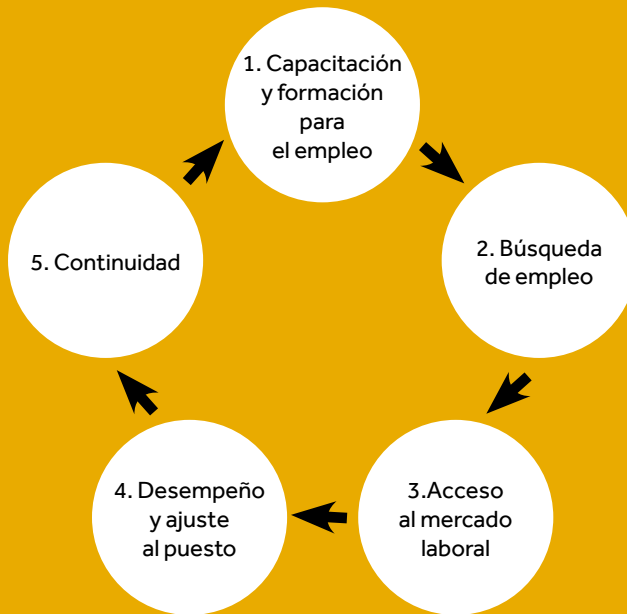 1. Capacitación
y formación
para
el empleo
2. Búsqueda
de empleo
3.Acceso
al mercado
laboral
4. Desempeño
y ajuste
al puesto
5. Continuidad